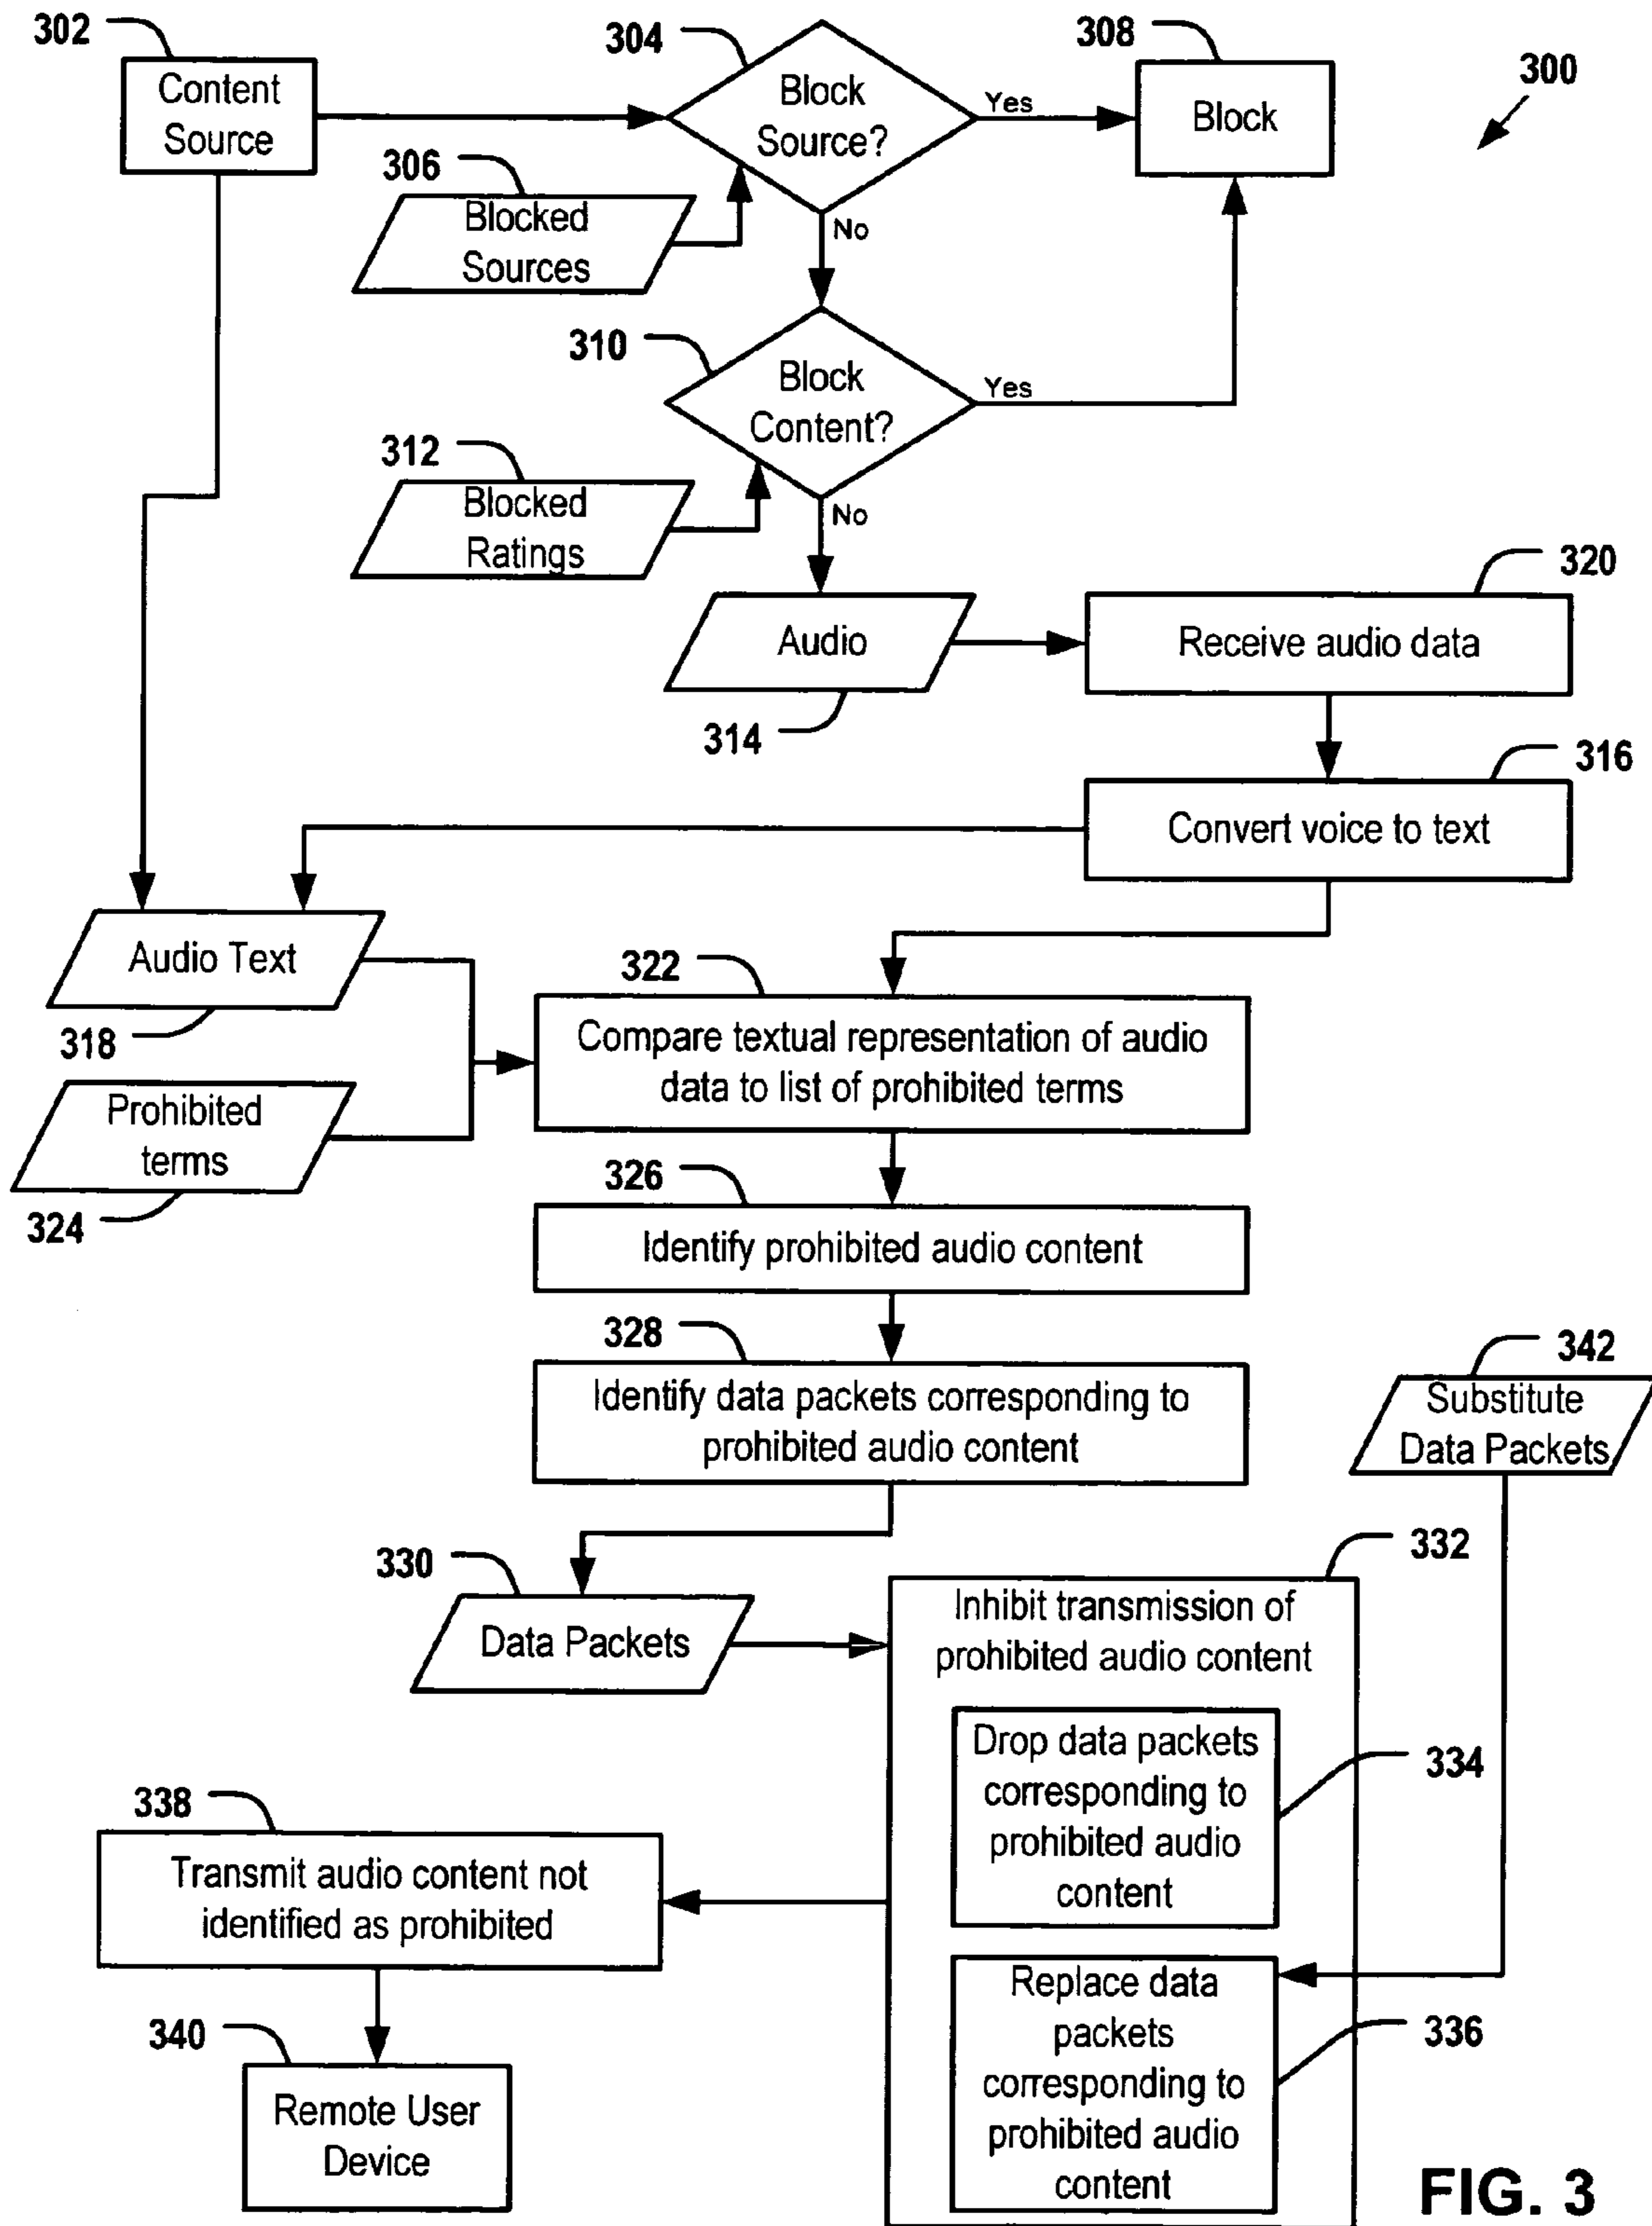 302
Content
Source
304
Block
Source?
Yes
308
Block
300
306
Blocked
Sources
No
310
Block
Content?
Yes
312
Blocked
Ratings
No
Audio
314
320
Receive audio data
316
Convert voice to text
Audio Text
318
322
Compare textual representation of audio
data to list of prohibited terms
Prohibited
terms
324
326
Identify prohibited audio content
328
Identify data packets corresponding to
prohibited audio content
342
Substitute
Data Packets
330
Data Packets
332
Inhibit transmission of
prohibited audio content
Drop data packets
corresponding to
prohibited audio
content
334
338
Transmit audio content not
identified as prohibited
Replace data
packets
corresponding to
prohibited audio
content
336
340
Remote User
Device
FIG. 3